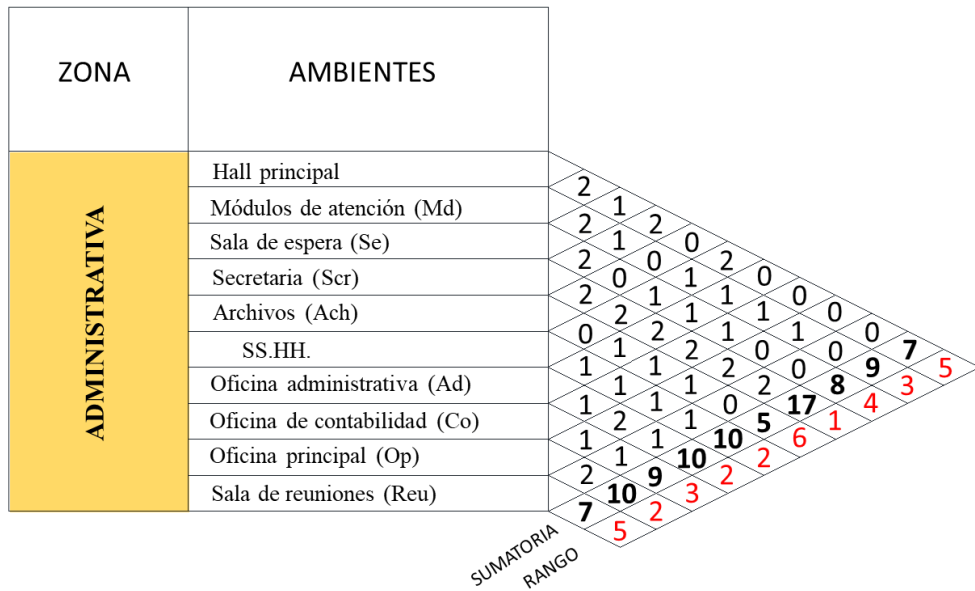 ZONA
AMBIENTES
ADMINISTRATIVA
Hall principal
2 1 2 0 2 0 0 0 0 7 5
Módulos de atención (Md)
2 1 0 1 1 1 1 0 9 3
Sala de espera (Se)
2 0 1 1 1 0 0 8 4
Secretaria (Scr)
2 2 2 2 2 2 17 1
Archivos (Ach)
0 1 1 1 0 5 6
SS.HH.
1 1 1 1 10 2
Oficina administrativa (Ad)
1 2 1 10 2
Oficina de contabilidad (Co)
1 1 9 3
Oficina principal (Op)
2 10 2
Sala de reuniones (Reu)
7 5
SUMATORIA
RANGO